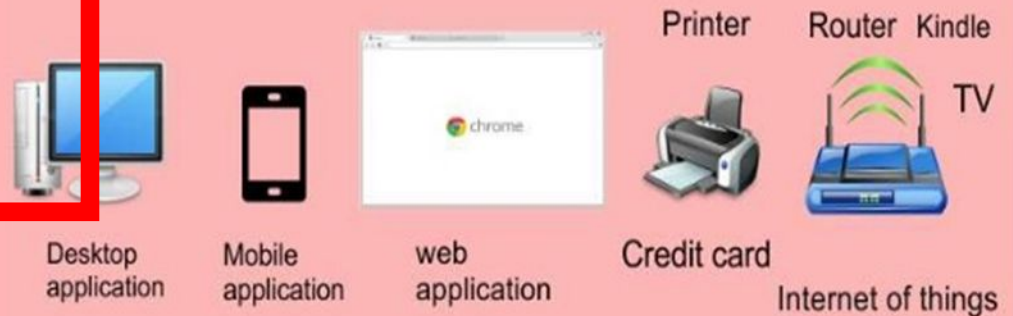 Printer
Router Kindle
TV
chrome
Desktop
application
Mobile
application
web
application
Credit card
Internet of things